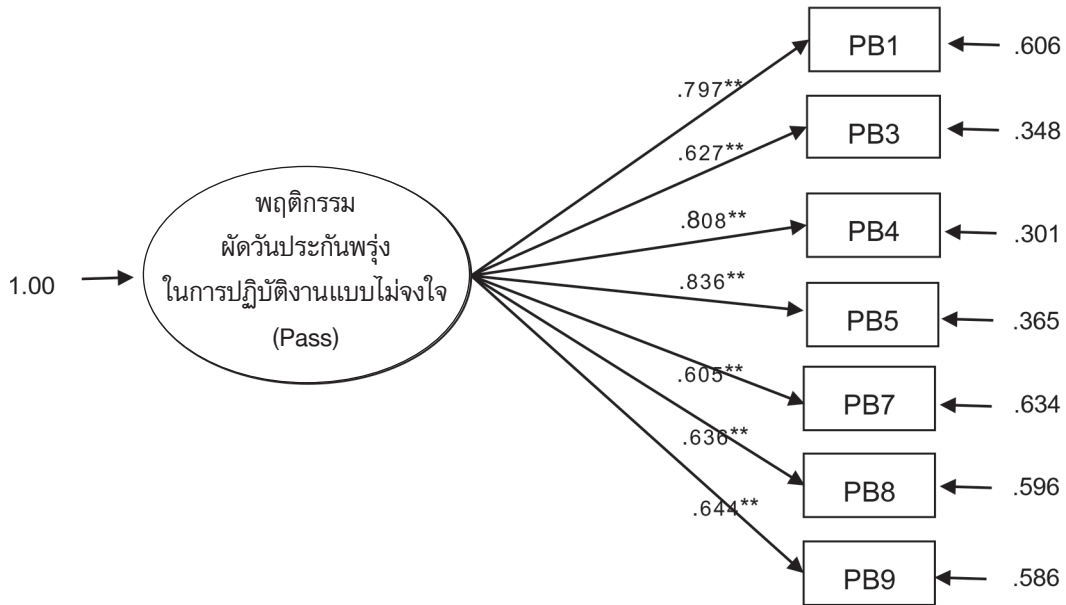 PB1
.606
.797**
PB3
.348
.627**
พฤติกรรม
ผัดวันประกันพรุ่ง
ในการปฏิบัติงานแบบไม่จงใจ
(Pass)
1.00
.808**
PB4
.301
.836**
PB5
.365
.605**
PB7
.634
.636**
PB8
.596
.644**
PB9
.586